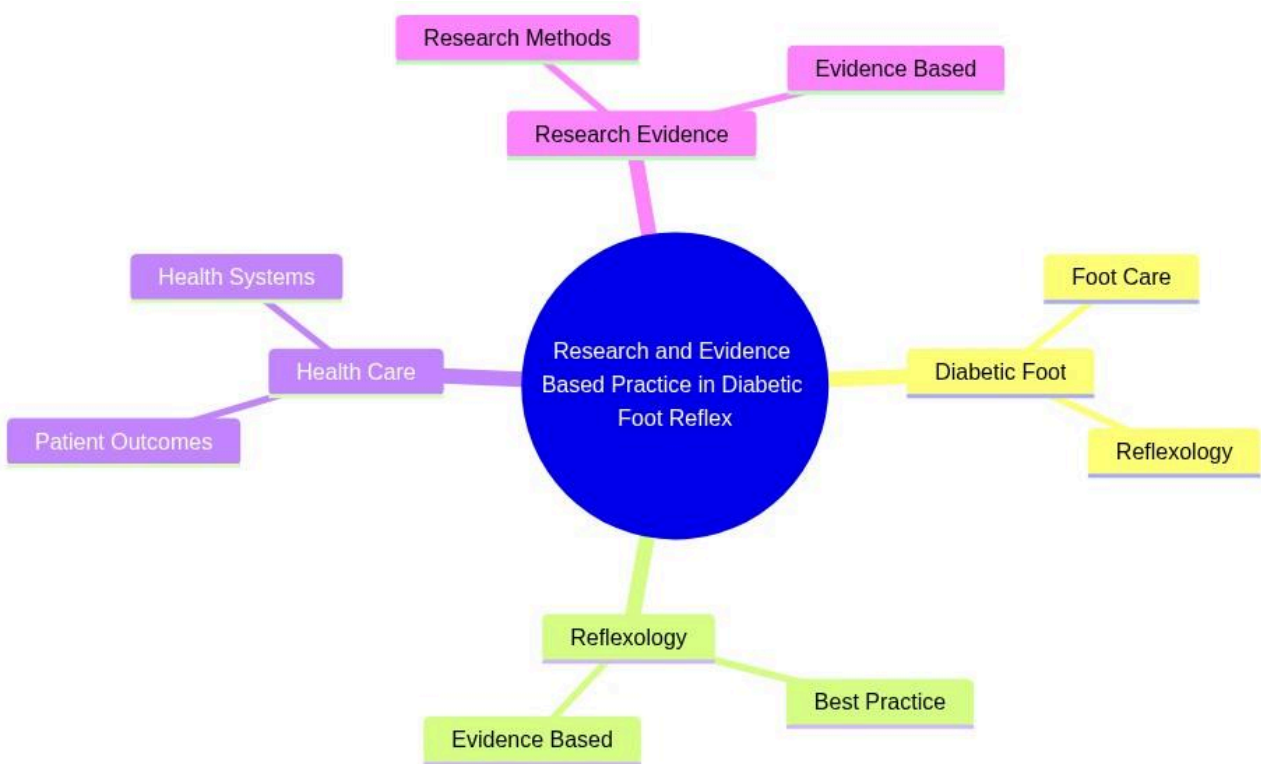 Research Methods
Evidence Based
Research Evidence
Health Systems
Foot Care
Research and Evidence
Based Practice in Diabetic
Foot Reflex
Health Care
Diabetic Foot
Patient Outcomes
Reflexology
Reflexology
Best Practice
Evidence Based